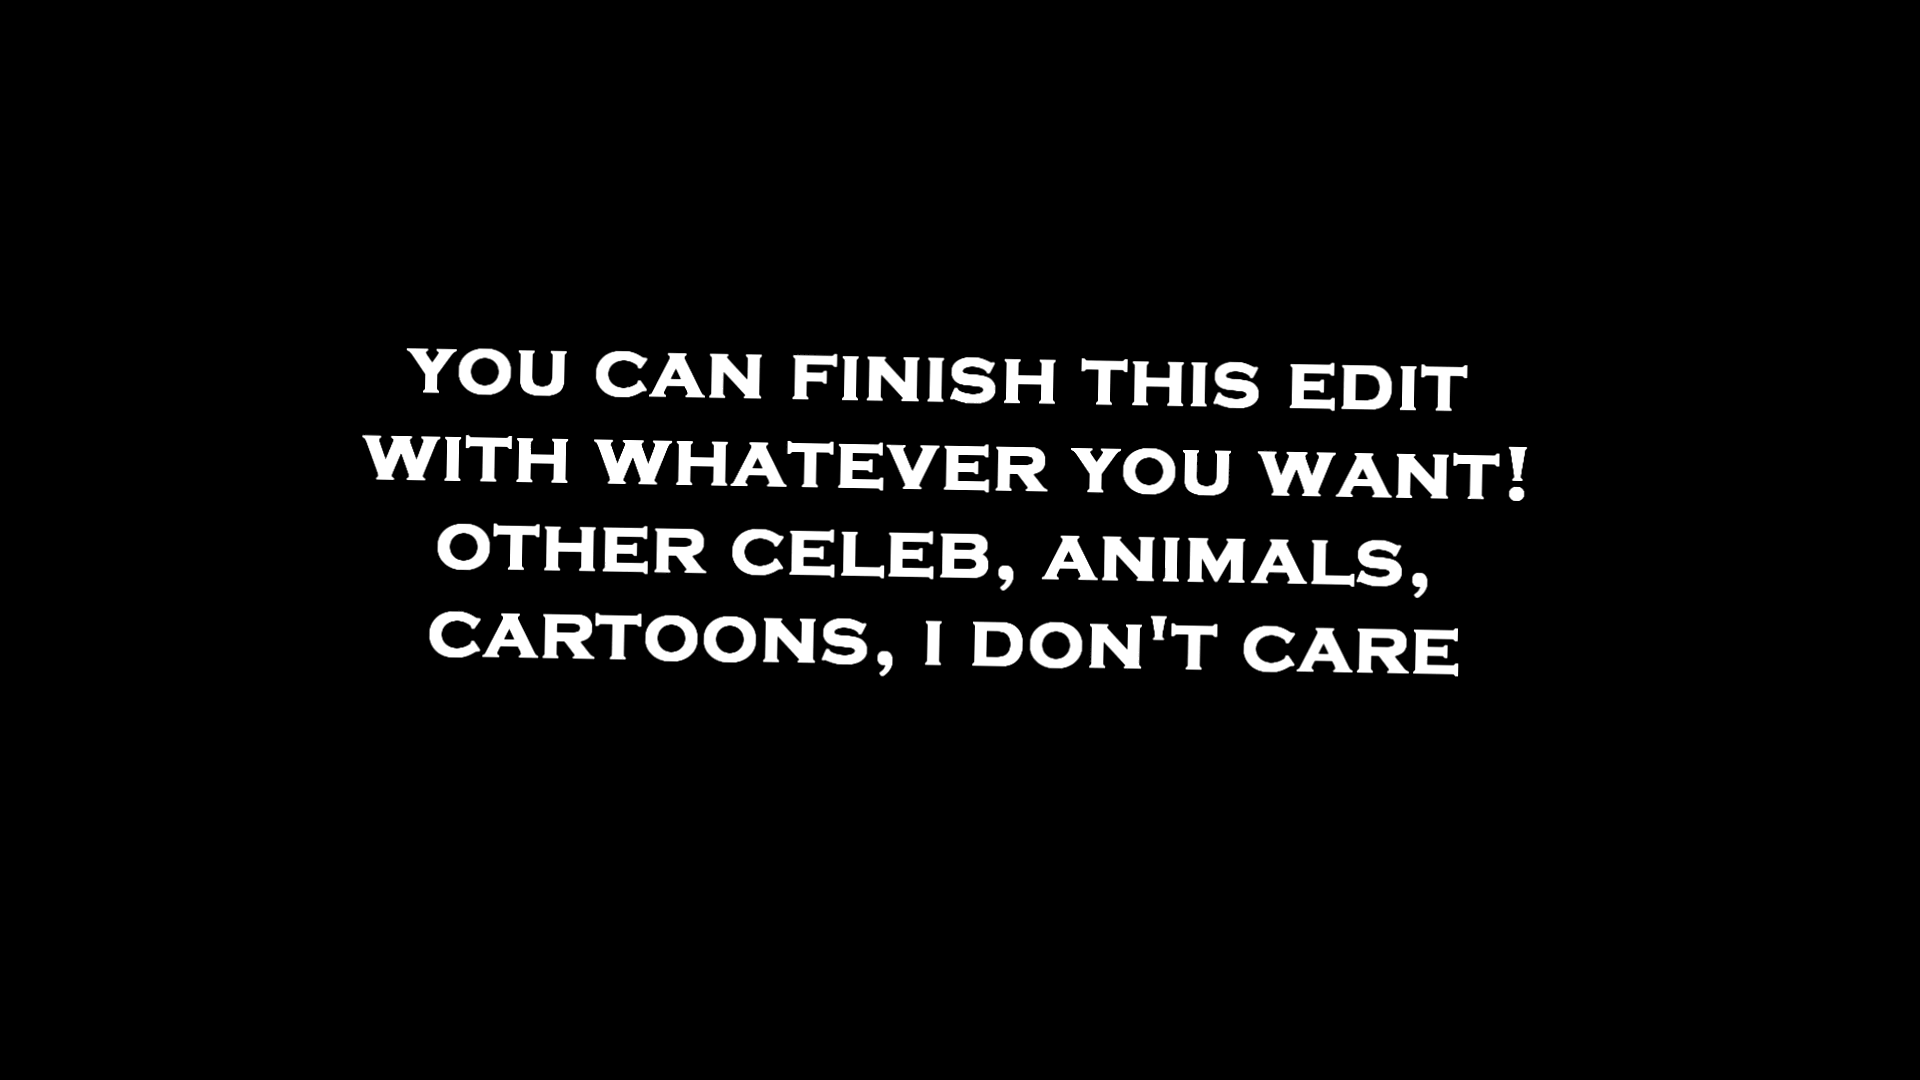 YOU CAN FINISH THIS EDIT
WITH WHATEVER YOU WANT!
OTHER CELEB, ANIMALS,
CARTOONS, I DON'T CARE